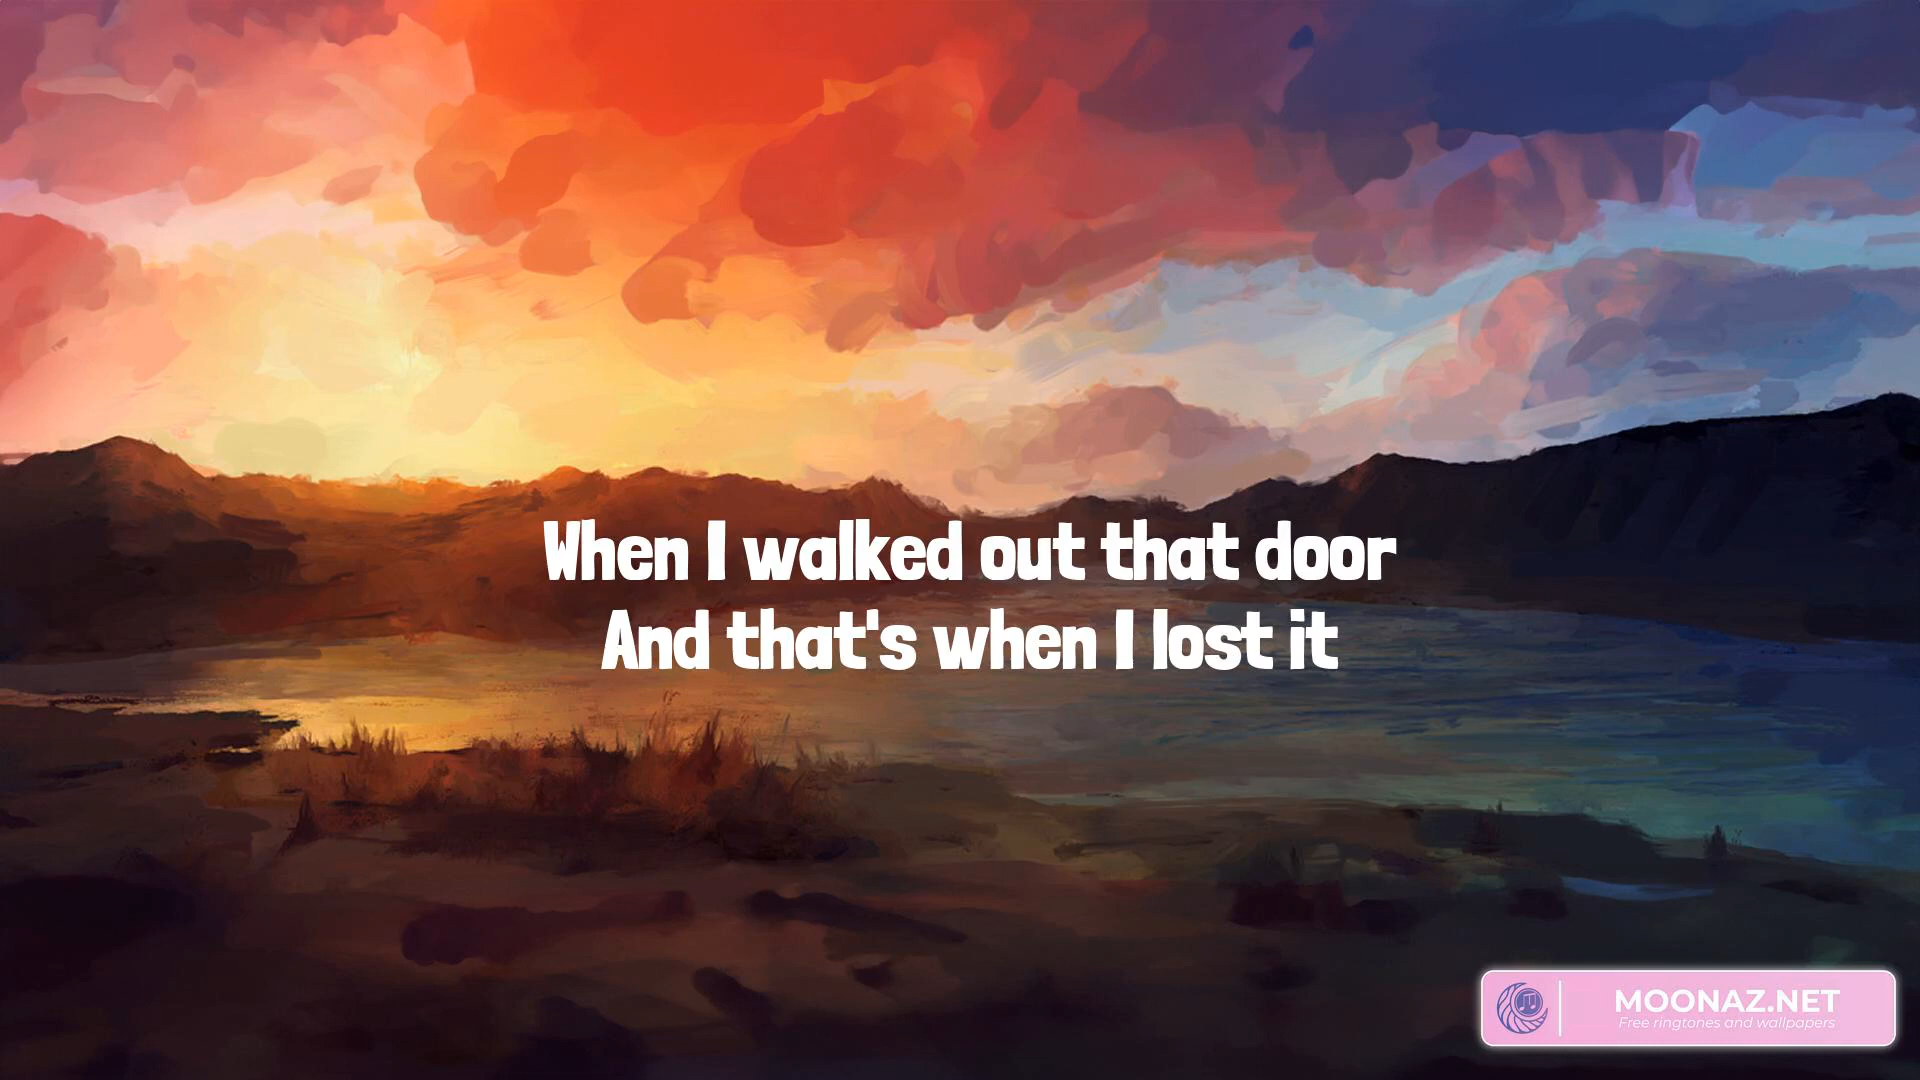 When I walked out that door
And that's when I lost it
MOONAZ.NET
Free ringtones and wallpapers